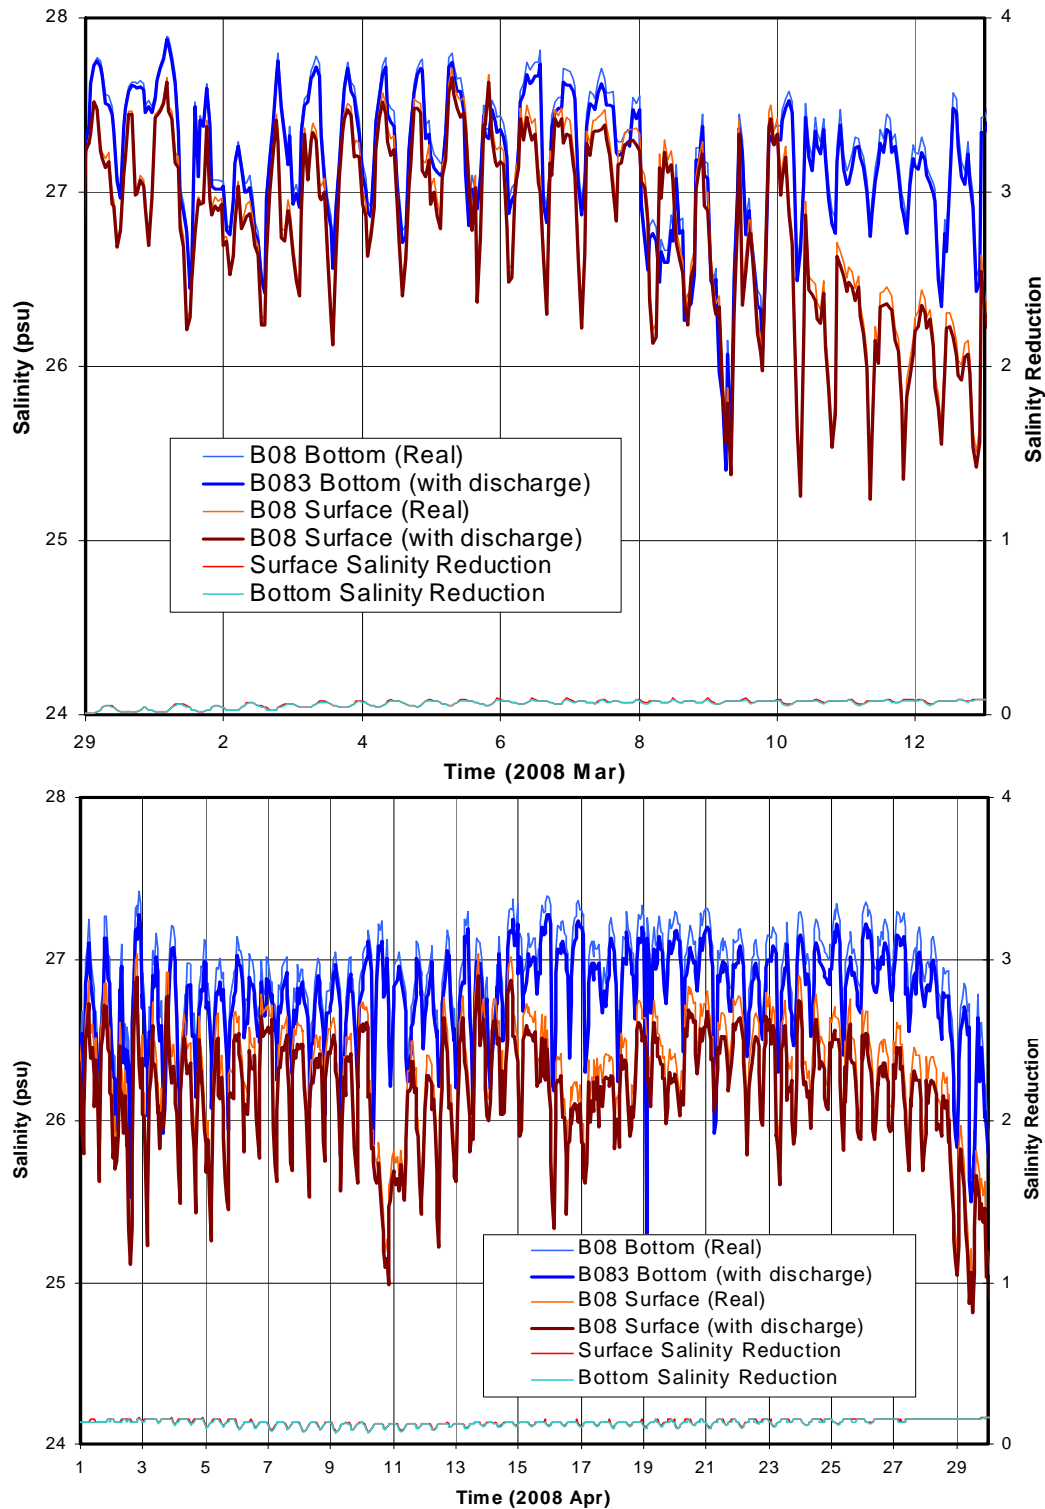 28
27
26
25
24
Salinity (psu)
4
3
2
1
0
Salinity Reduction
B08 Bottom (Real)
B083 Bottom (with discharge)
B08 Surface (Real)
B08 Surface (with discharge)
Surface Salinity Reduction
Bottom Salinity Reduction
29 2 4 6 8 10 12
Time (2008 Mar)
28
27
26
25
24
Salinity (psu)
4
3
2
1
0
Salinity Reduction
B08 Bottom (Real)
B083 Bottom (with discharge)
B08 Surface (Real)
B08 Surface (with discharge)
Surface Salinity Reduction
Bottom Salinity Reduction
1 3 5 7 9 11 13 15 17 19 21 23 25 27 29
Time (2008 Apr)